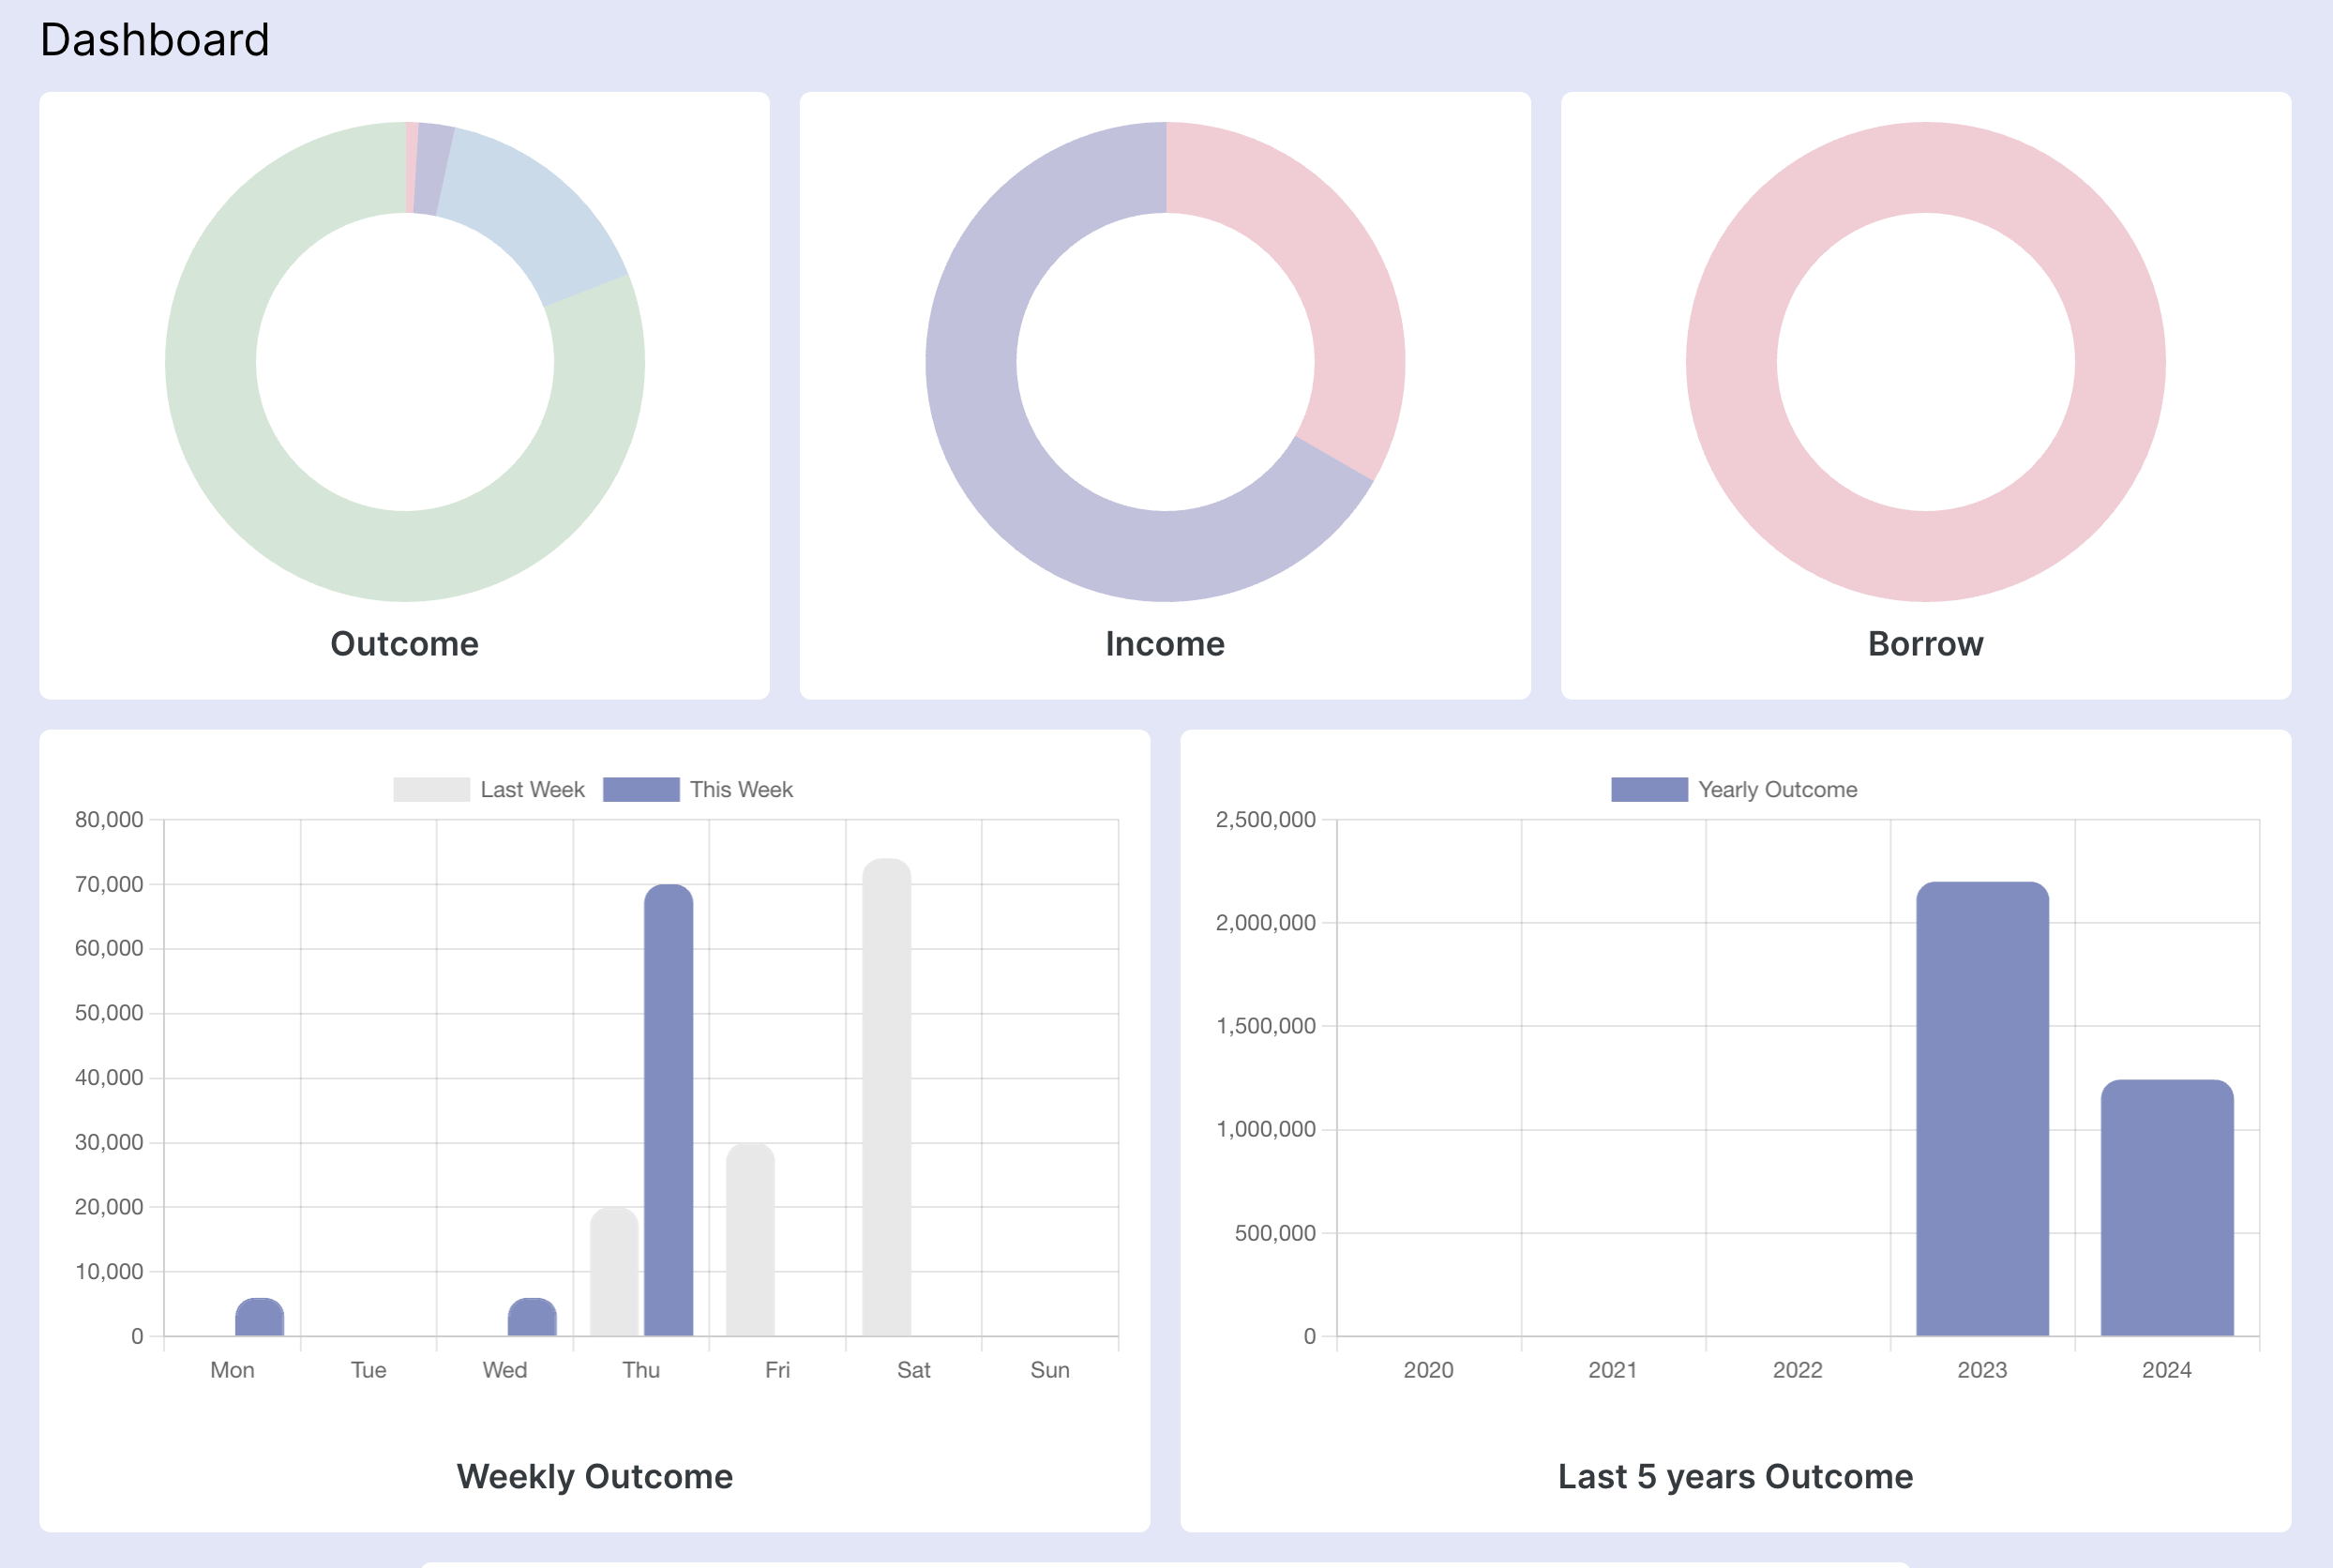 Dashboard
Outcome
Income
Borrow
Last Week
This Week
80,000
70,000
60,000
50,000
40,000
30,000
20,000
10,000
0
Mon
Tue
Wed
Thu
Fri
Sat
Sun
Weekly Outcome
Yearly Outcome
2,500,000
2,000,000
1,500,000
1,000,000
500,000
0
2020
2021
2022
2023
2024
Last 5 years Outcome